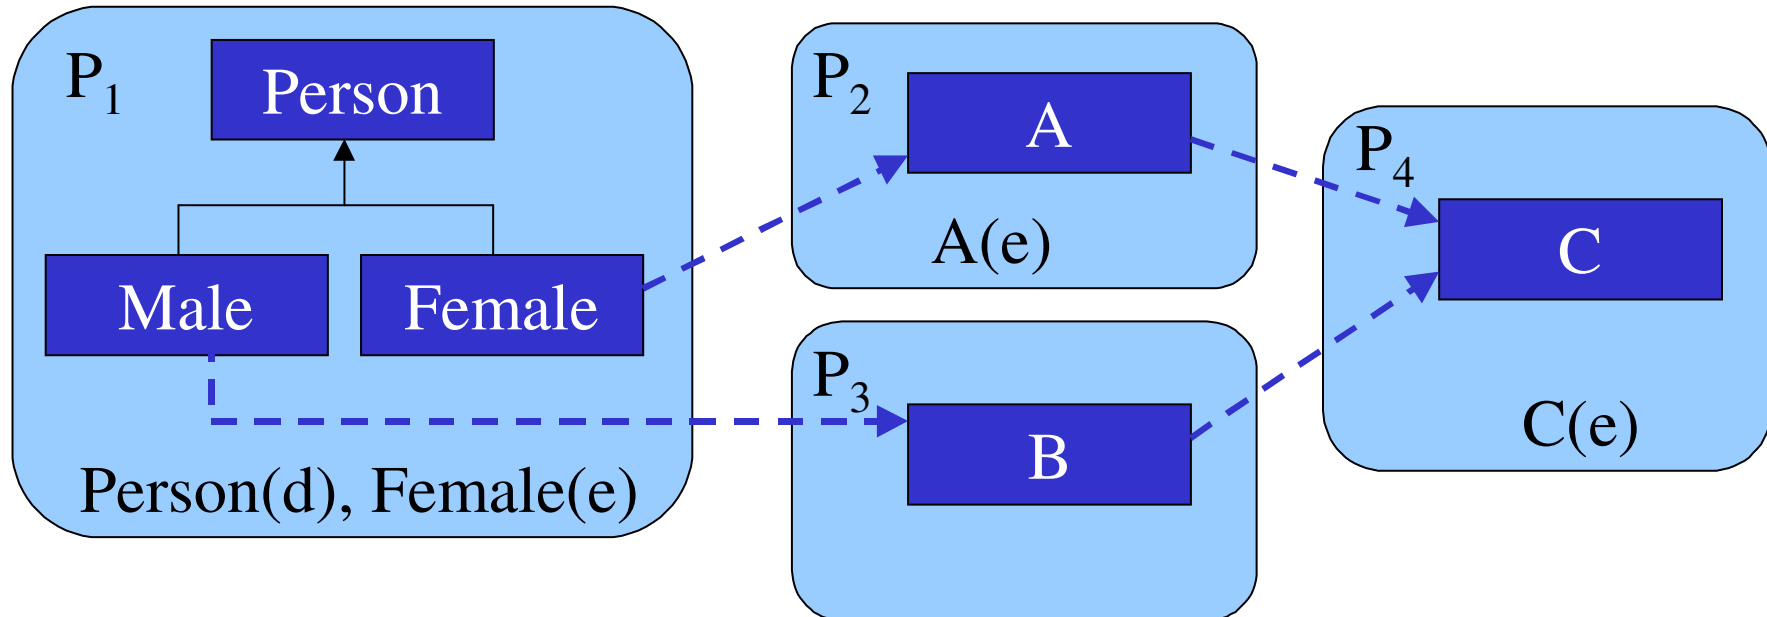 P1
Person
Male
Female
Person(d), Female(e)
P2
A
A(e)
P3
B
P4
C
C(e)